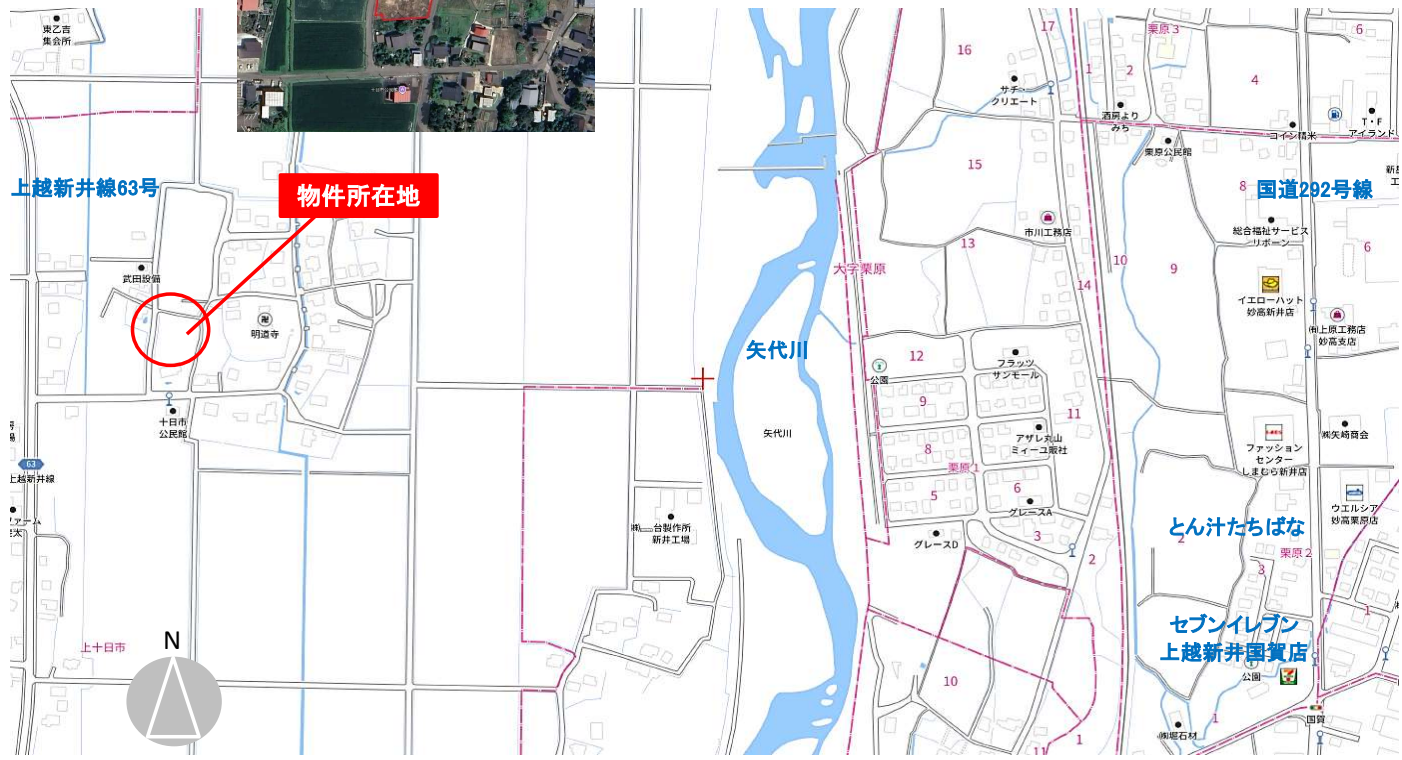 東乙吉
集会所
十日市公民館
17
16
栗原3
6
1
2
4
サチ・
クリエート
酒房より
みち
T・F
アイランド
コイン精米
栗原公民館
15
上越新井線63号
物件所在地
8
国道292号線
市川工務店
総合福祉サービス
リボーン
13
10
9
6
大字栗原
武田設備
14
イエローハット
妙高新井店
㈲上原工務店
妙高支店
明道寺
矢代川
12
フラッツ
サンモール
公園
9
11
十日市
公民館
矢代川
アザレ丸山
ミィーユ販社
ファッション
センター
しまむら新井店
㈱矢崎商会
8
栗原1
63
上越新井線
5
6
グレースA
ウエルシア
妙高栗原店
㈱一台製作所
新井工場
とん汁たちばな
2
グレースD
3
2
栗原2
3
1
セブンイレブン
上越新井国賀店
上十日市
N
公園
10
1
国賀
㈱堀石材
11
1